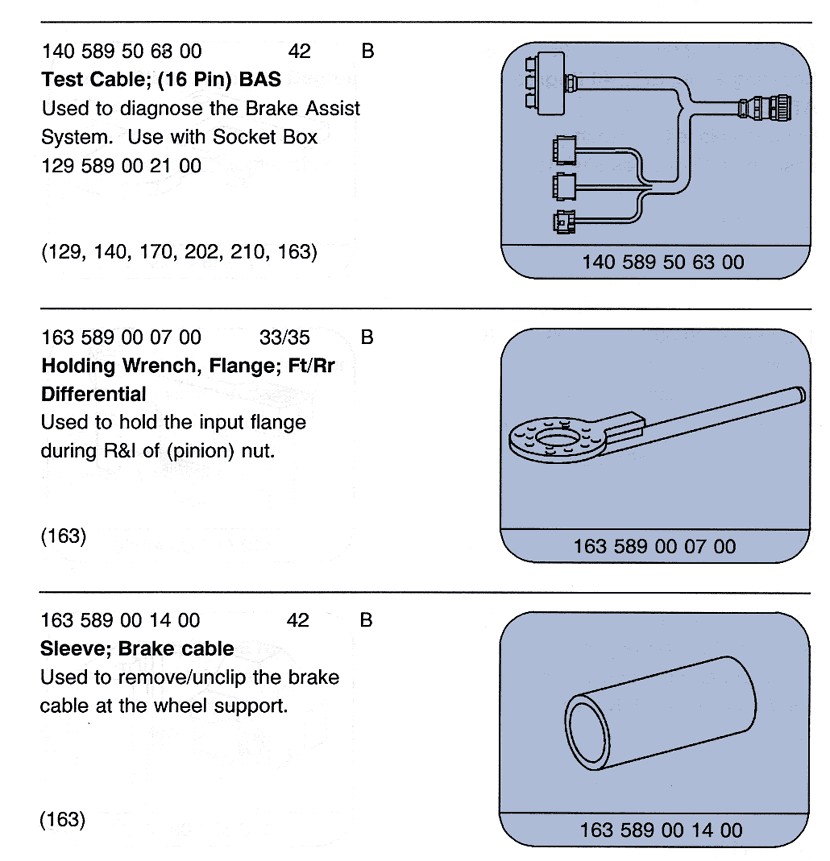 140 589 50 63 00 42 B
Test Cable; (16 Pin) BAS
Used to diagnose the Brake Assist
System. Use with Socket Box
129 589 00 21 00
(129, 140, 170, 202, 210, 163)
140 589 50 63 00
163 589 00 07 00 33/35 B
Holding Wrench, Flange; Ft/Rr
Differential
Used to hold the input flange
during R&I of (pinion) nut.
(163)
163 589 00 07 00
163 589 00 14 00 42 B
Sleeve; Brake cable
Used to remove/unclip the brake
cable at the wheel support.
(163)
163 589 00 14 00